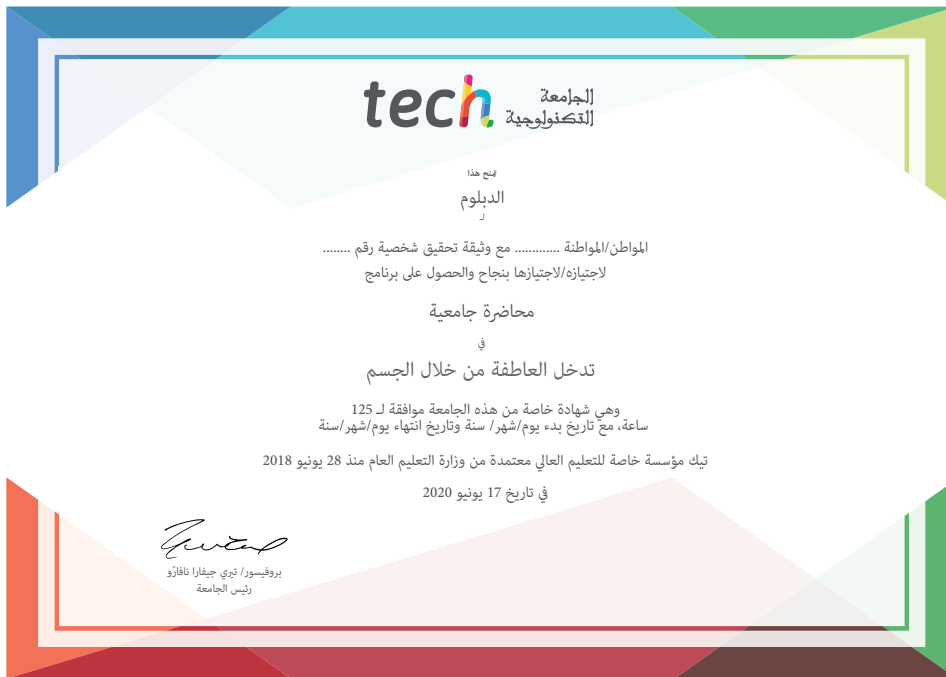 tech الجامعة
التكنولوجية
يمنح هذا
الدبلوم
لـ
المواطن/المواطنة ............. مع وثيقة تحقيق شخصية رقم ........
لاجتيازه/لاجتيازها بنجاح والحصول على برنامج
محاضرة جامعية
في
تدخل العاطفة من خلال الجسم
وهي شهادة خاصة من هذه الجامعة موافقة لـ 125
ساعة، مع تاريخ بدء يوم/شهر/ سنة وتاريخ انتهاء يوم/شهر/سنة
تيك مؤسسة خاصة للتعليم العالي معتمدة من وزارة التعليم العام منذ 28 يونيو 2018
في تاريخ 17 يونيو 2020
بروفيسور/ تيري جيفارا نافارّو
رئيس الجامعة